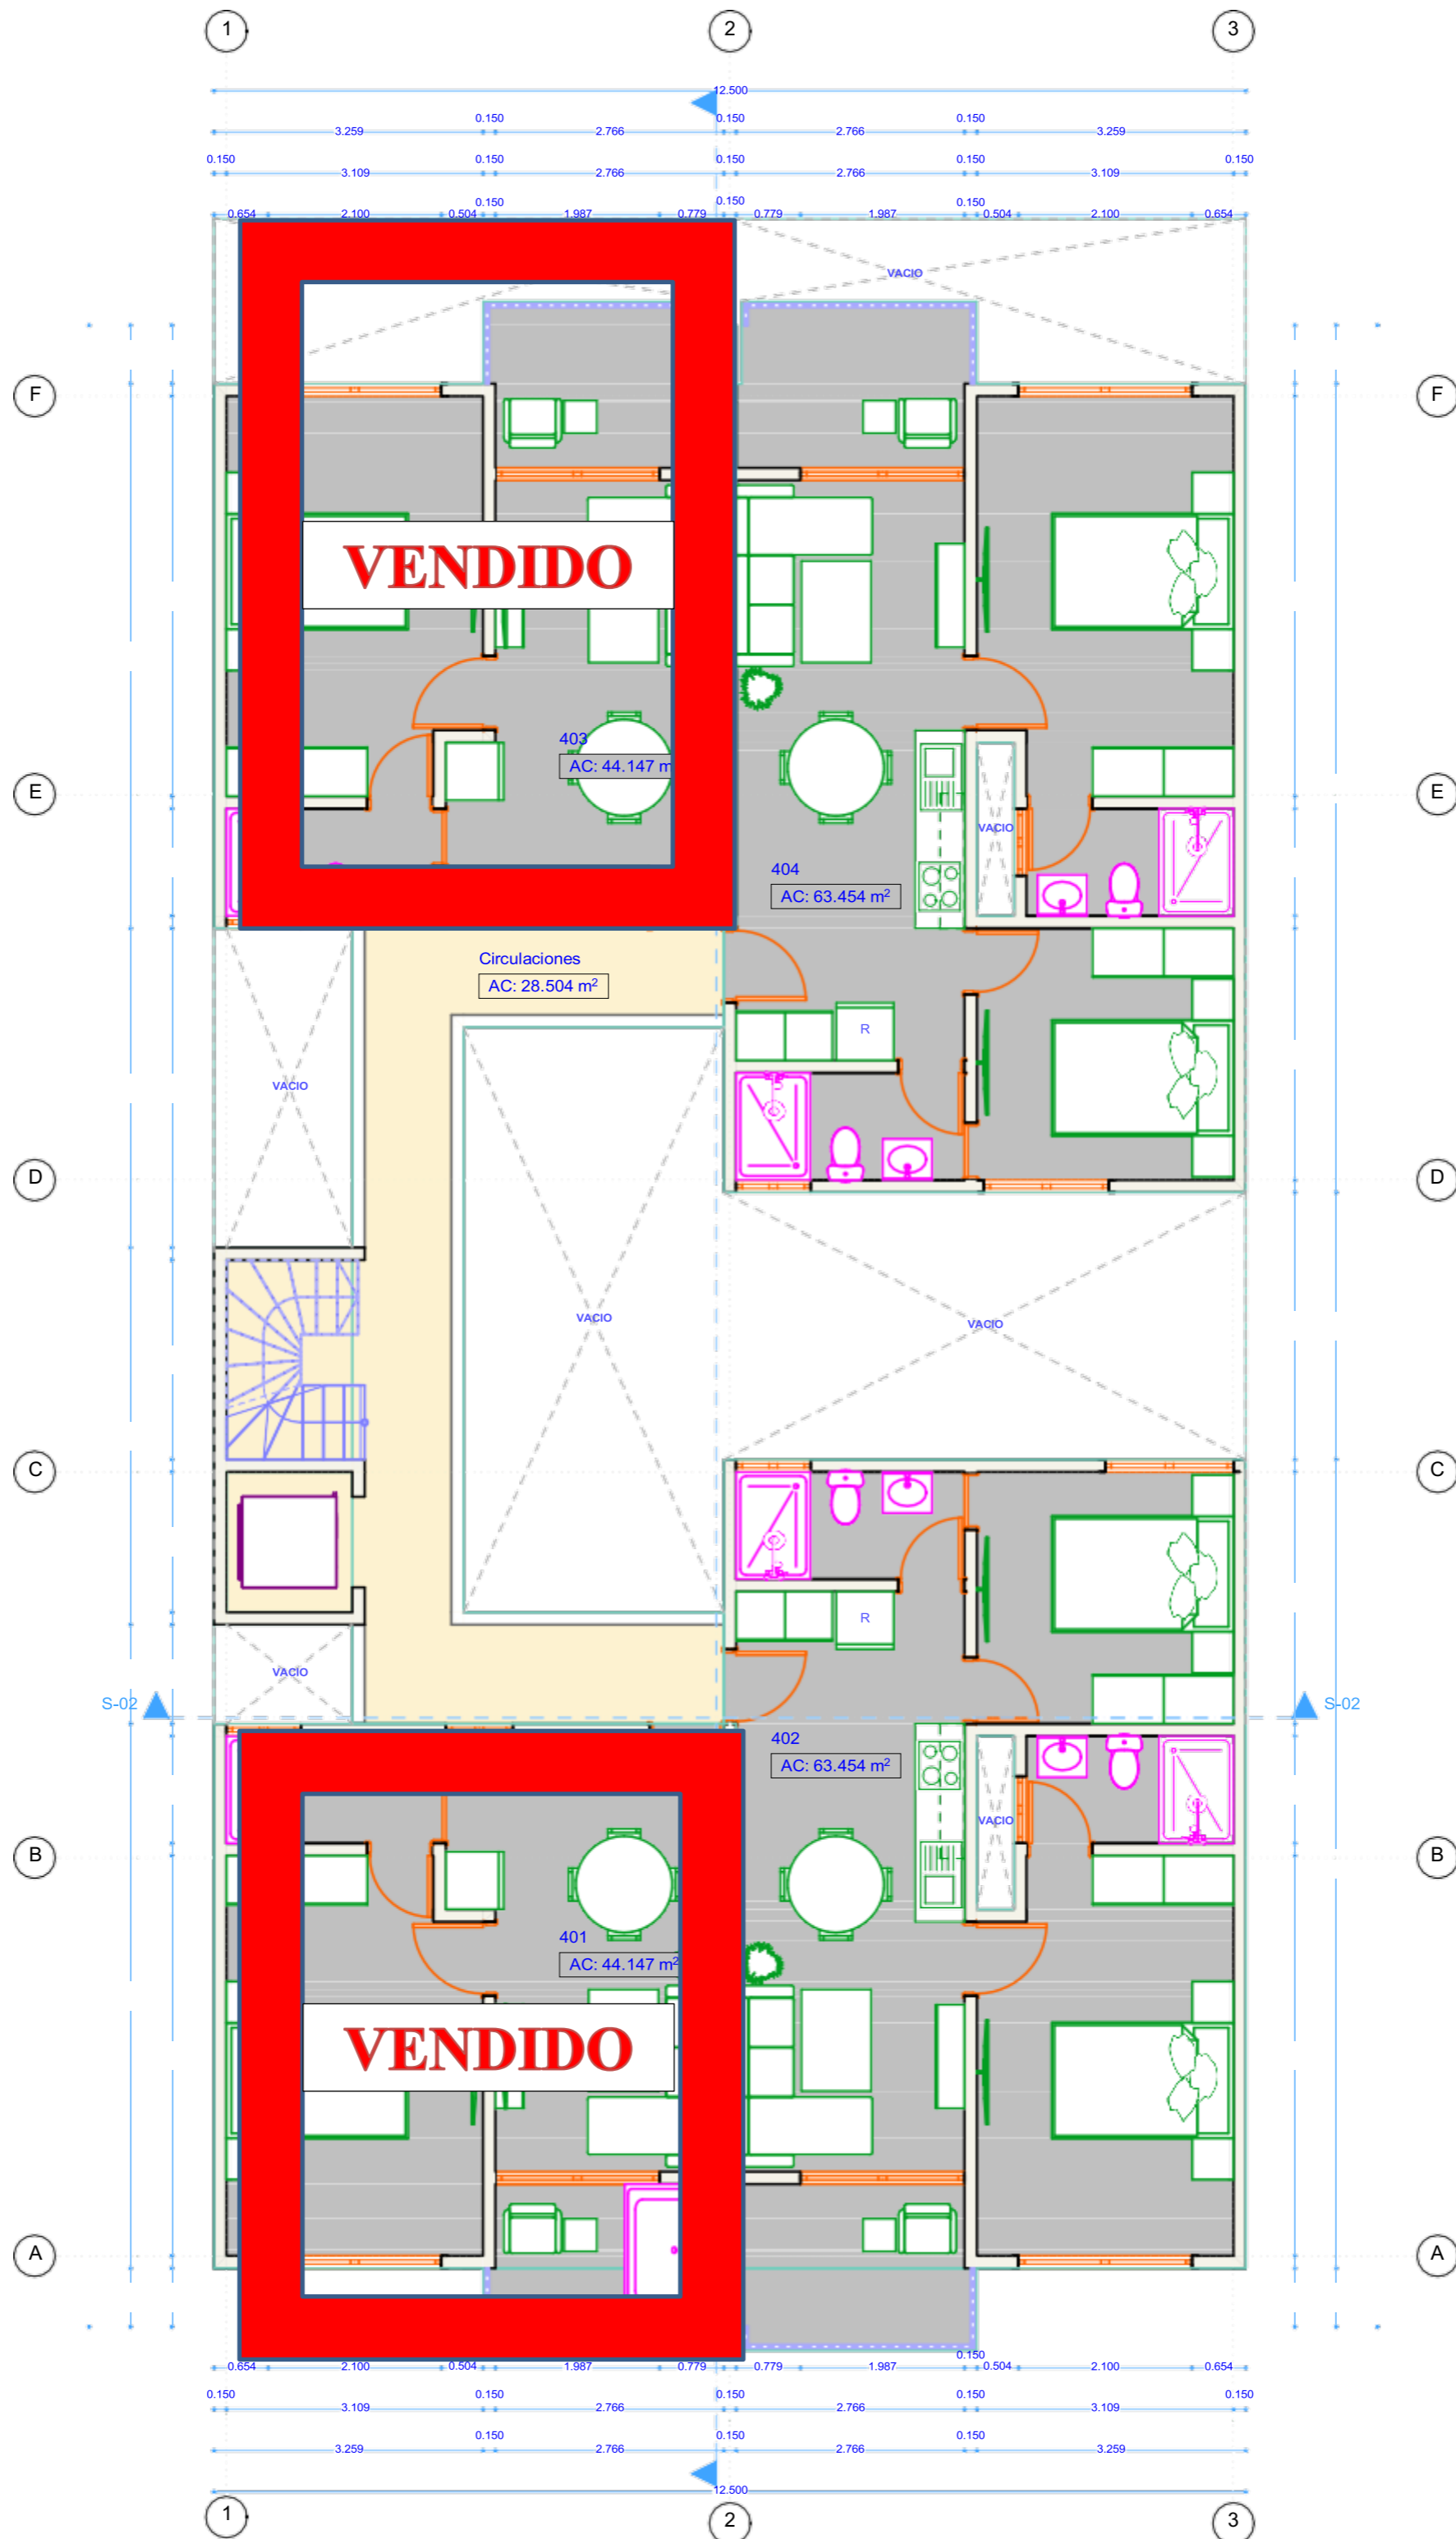 1 2 3
12.500
0.150 0.150 0.150
3.259 2.766 2.766 3.259
0.150 0.150 0.150 0.150 0.150
3.109 2.766 2.766 3.109
0.150 0.150 0.150
0.654 2.100 0.504 1.987 0.779 0.779 1.987 0.504 2.100 0.654
VACIO
F F
VENDIDO
403
AC: 44.147 m
E E
VACIO
404
AC: 63.454 m²
Circulaciones
AC: 28.504 m²
R
VACIO
D D
VACIO
VACIO
C C
R
VACIO
S-02 S-02
402
AC: 63.454 m²
VACIO
B B
401
AC: 44.147 m²
VENDIDO
A A
0.150
0.654 2.100 0.504 1.987 0.779 0.779 1.987 0.504 2.100 0.654
0.150 0.150 0.150 0.150 0.150
3.109 2.766 2.766 3.109
0.150 0.150 0.150
3.259 2.766 2.766 3.259
12.500
1 2 3